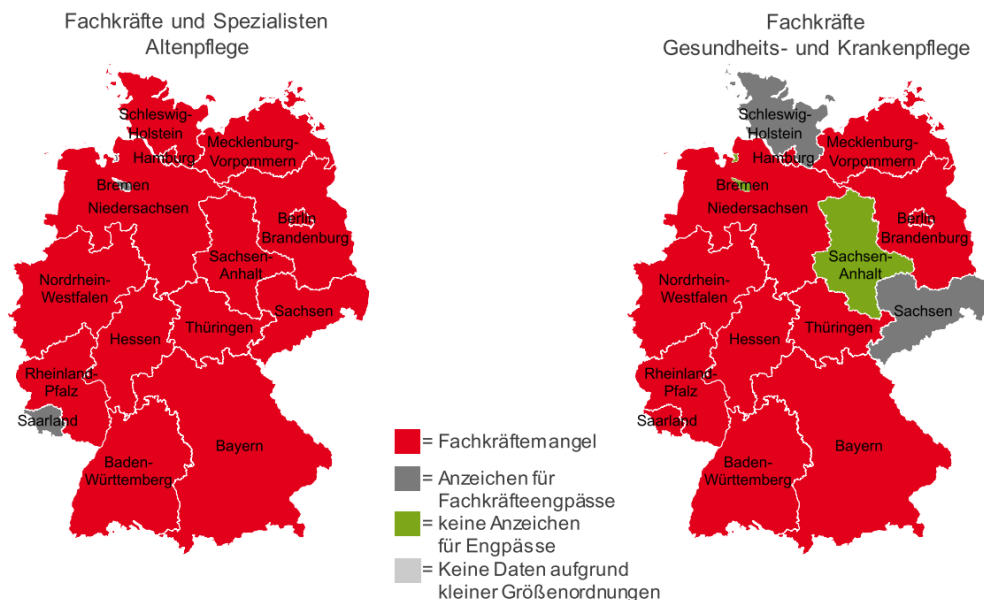 Fachkräfte und Spezialisten
Altenpflege
Schleswig-
Holstein
Mecklenburg-
Vorpommern
Hamburg
Bremen
Niedersachsen
Berlin
Brandenburg
Sachsen-
Anhalt
Nordrhein-
Westfalen
Sachsen
Thüringen
Hessen
Rheinland-
Pfalz
Saarland
Bayern
Baden-
Württemberg
Fachkräfte
Gesundheits- und Krankenpflege
Schleswig-
Holstein
Mecklenburg-
Vorpommern
Hamburg
Bremen
Niedersachsen
Berlin
Brandenburg
Sachsen-
Anhalt
Nordrhein-
Westfalen
Sachsen
Thüringen
Hessen
Rheinland-
Pfalz
Saarland
Bayern
Baden-
Württemberg
= Fachkräftemangel
= Anzeichen für
Fachkräfteengpässe
= keine Anzeichen
für Engpässe
= Keine Daten aufgrund
kleiner Größenordnungen